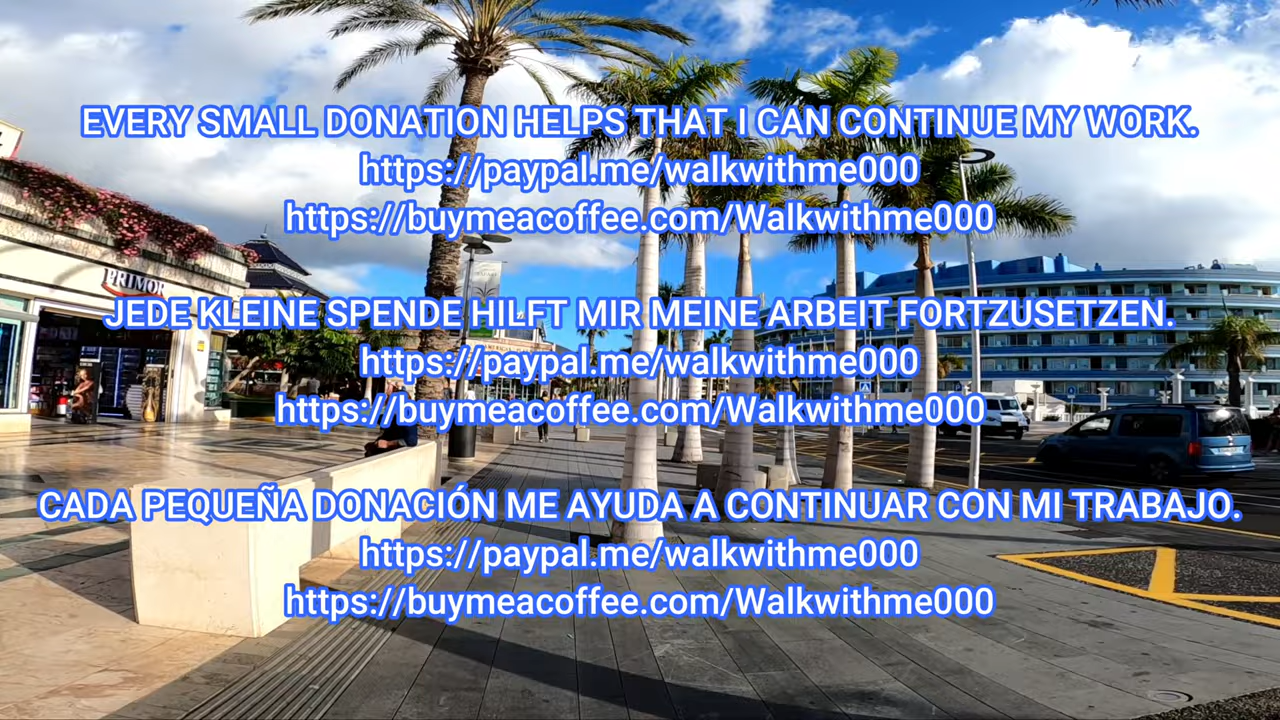 EVERY SMALL DONATION HELPS THAT I CAN CONTINUE MY WORK.
https://paypal.me/walkwithme000
https://buymeacoffee.com/Walkwithme000
PRIMOR
JEDE KLEINE SPENDE HILFT MIR MEINE ARBEIT FORTZUSETZEN.
https://paypal.me/walkwithme000
https://buymeacoffee.com/Walkwithme000
CADA PEQUEÑA DONACIÓN ME AYUDA A CONTINUAR CON MI TRABAJO.
https://paypal.me/walkwithme000
https://buymeacoffee.com/Walkwithme000